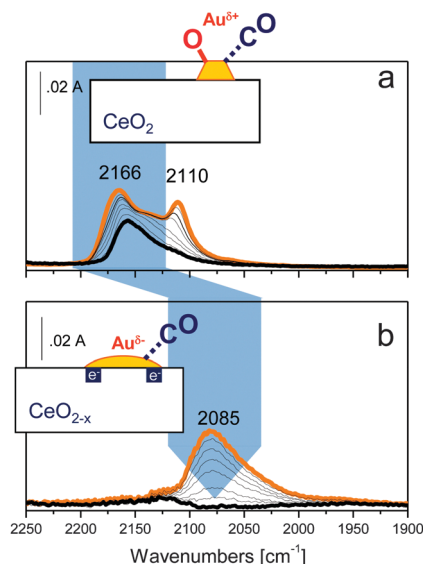 Auδ+
O
CO
a
.02 A
CeO2
2166
2110
b
.02 A
CO
Auδ-
e- e-
CeO2-x
2085
2250 2200 2150 2100 2050 2000 1950 1900
Wavenumbers [cm-1]